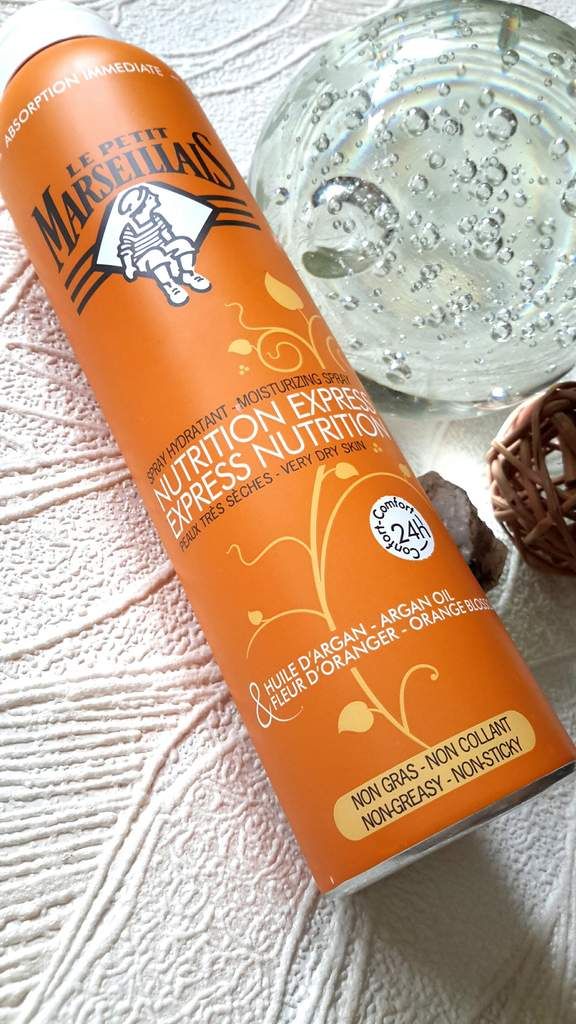 ABSORPTION IMMEDIATE -
LE PETIT
MARSEILLAIS
SPRAY HYDRATANT - MOISTURIZING SPRAY
NUTRITION EXPRESS
EXPRESS NUTRITION
PEAUX TRÈS SÈCHES - VERY DRY SKIN
Confort-Comfort
24H
HUILE D'ARGAN - ARGAN OIL
& FLEUR D'ORANGER - ORANGE
NON GRAS - NON COLLANT
NON-GREASY - NON-STICKY